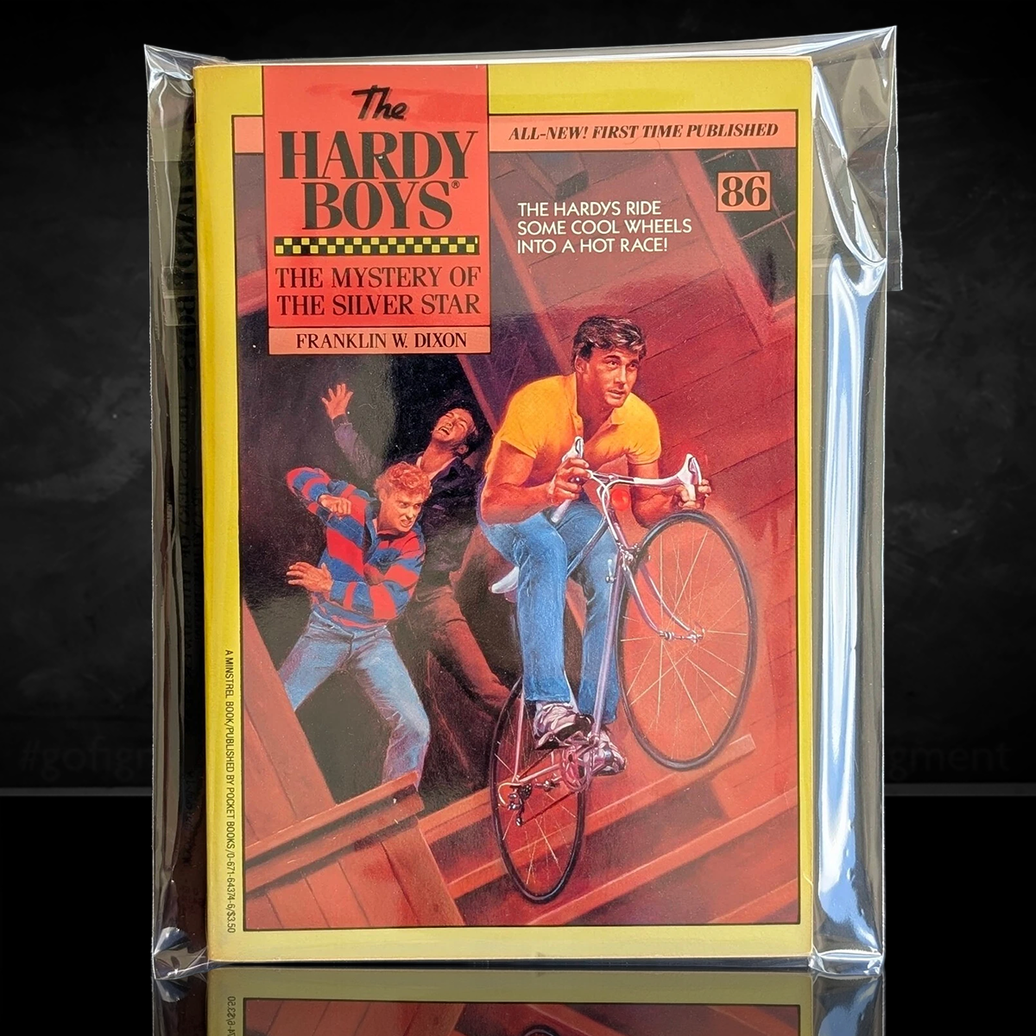 The
HARDY
BOYS®
THE MYSTERY OF
THE SILVER STAR
FRANKLIN W. DIXON
ALL-NEW! FIRST TIME PUBLISHED
86
THE HARDYS RIDE
SOME COOL WHEELS
INTO A HOT RACE!
A MINSTREL BOOK/PUBLISHED BY POCKET BOOKS/0-671-64374-6/$3.50